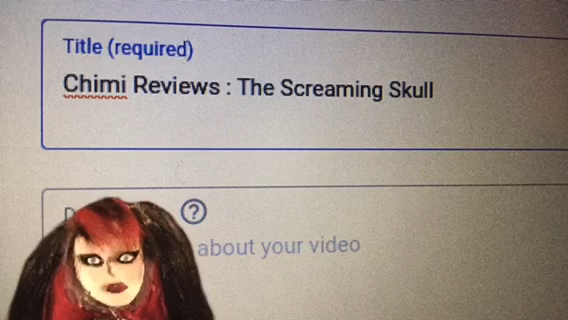 Title (required)
Chimi Reviews : The Screaming Skull
about your video